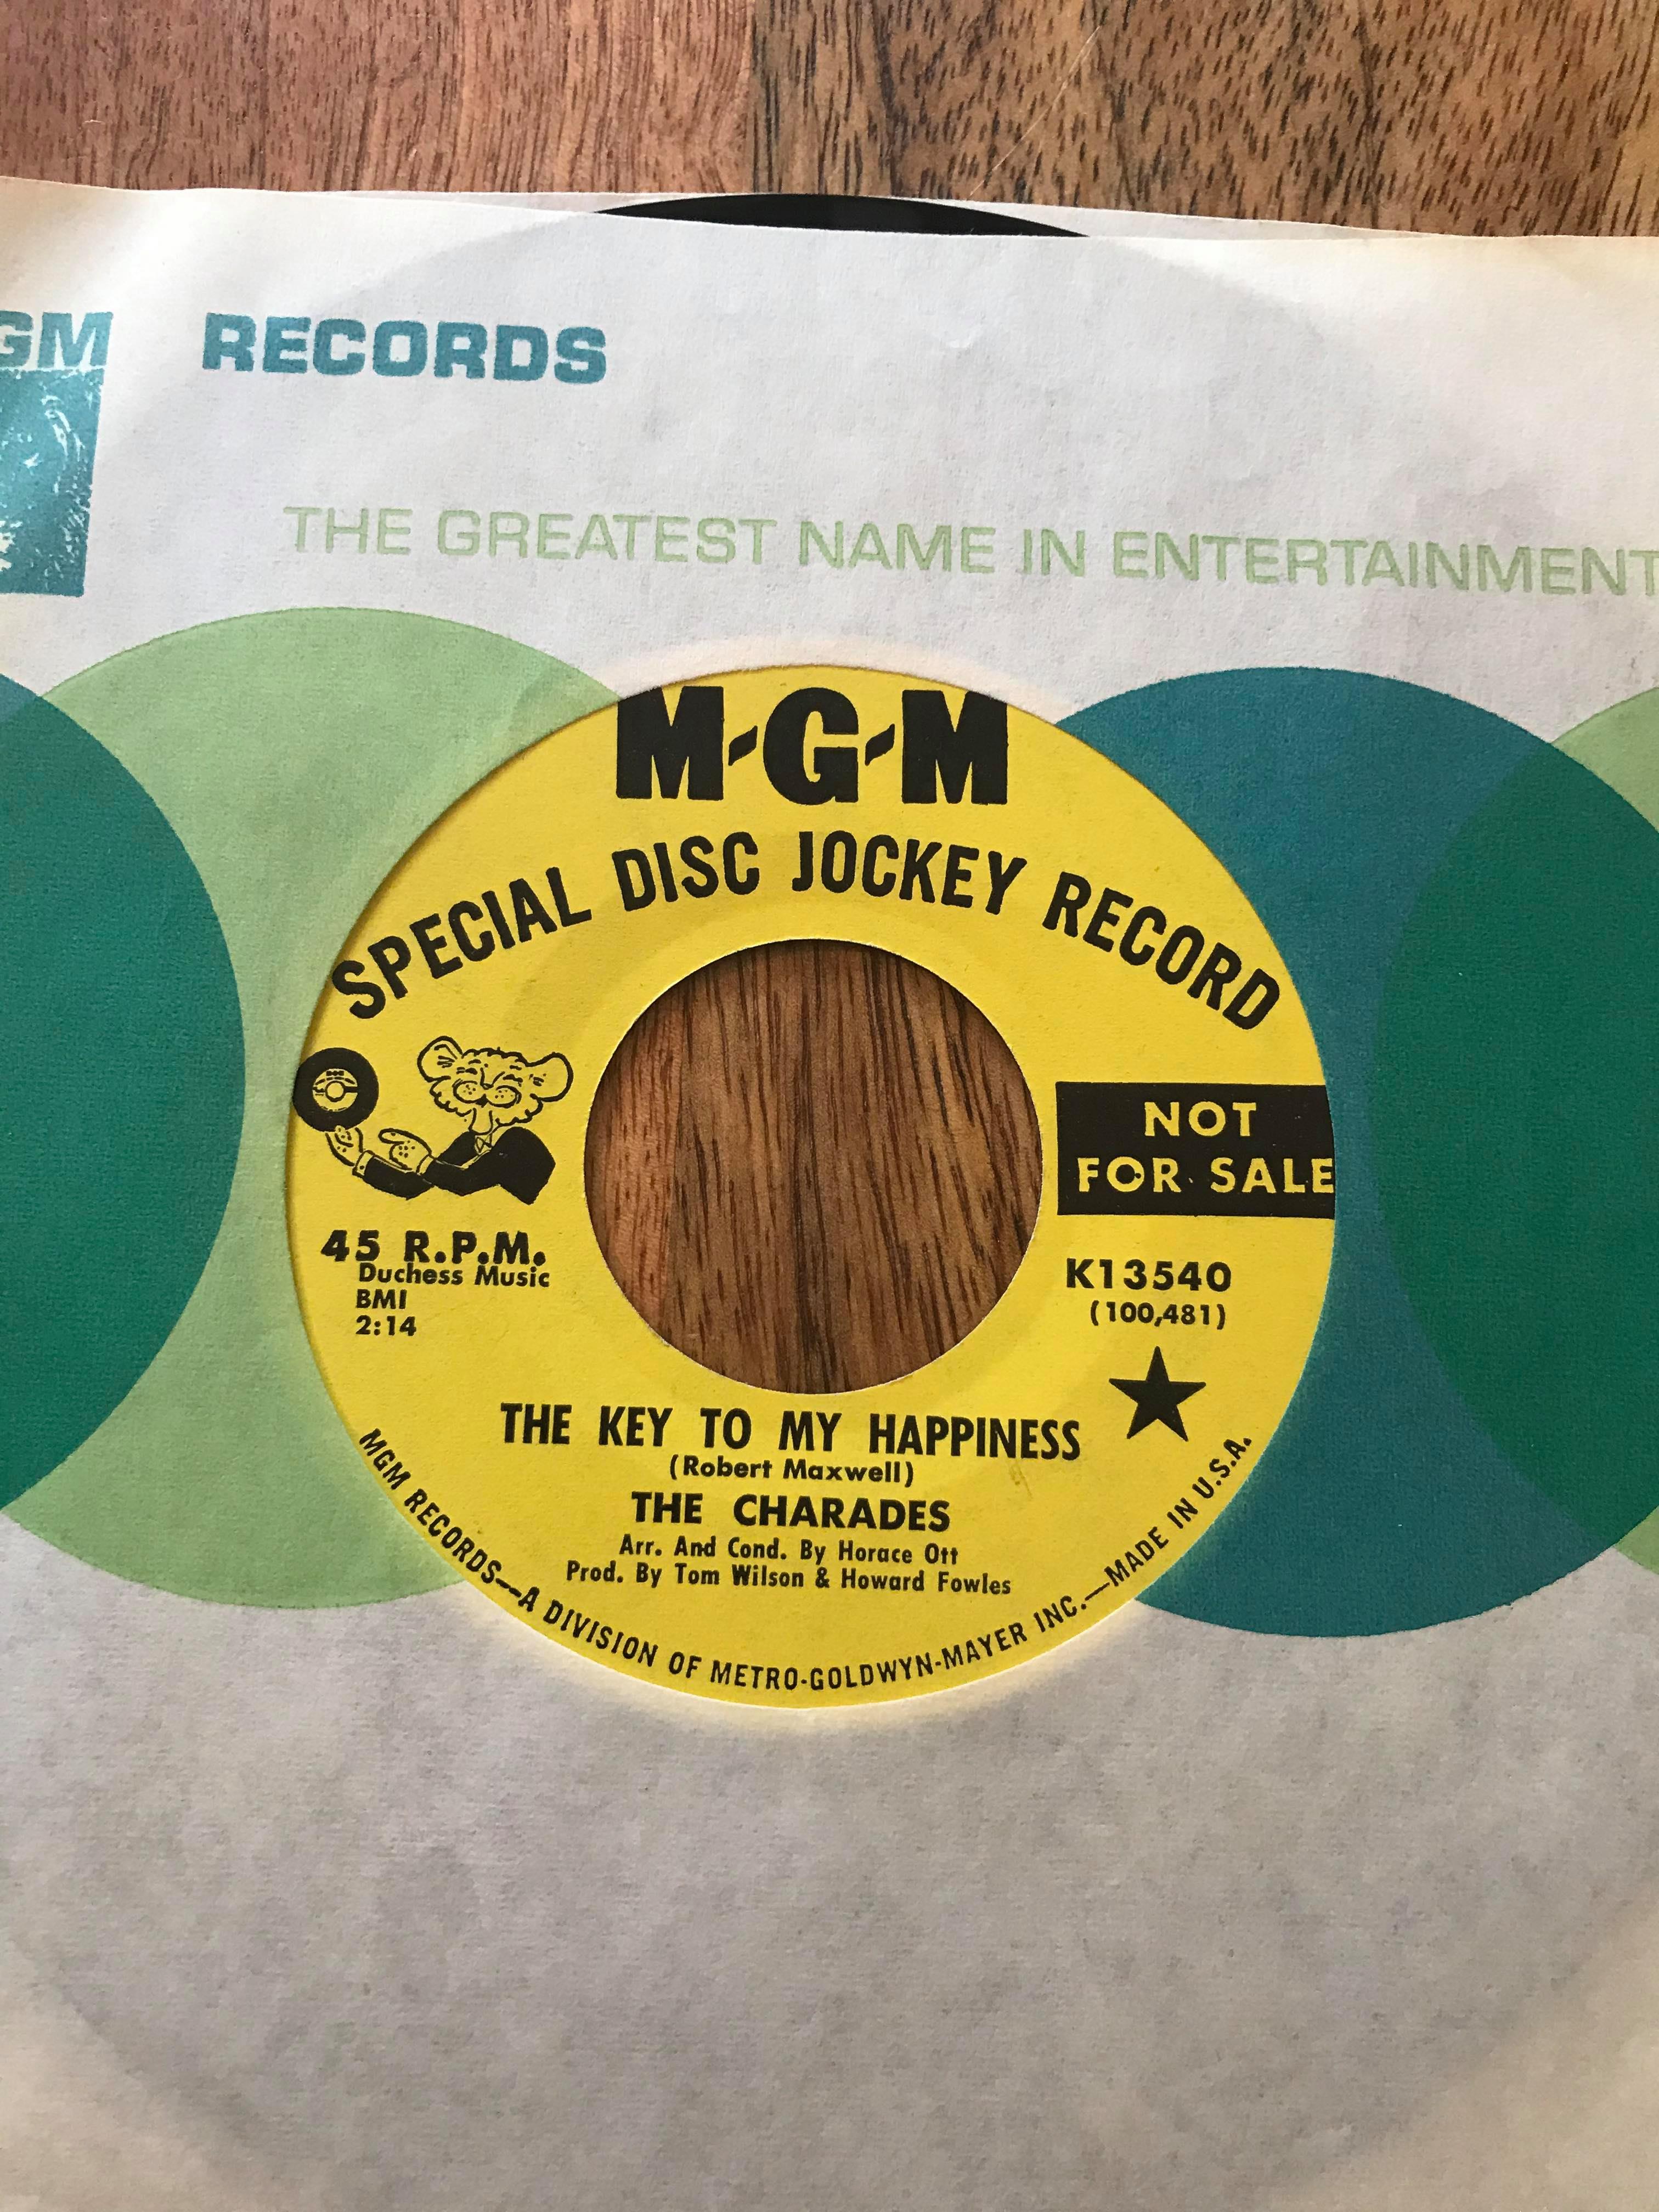 GM RECORDS
THE GREATEST NAME IN ENTERTAINMENT
M-G-M
SPECIAL DISC JOCKEY RECORD
NOT
FOR SALE
45 R.P.M.
Duchess Music
BMI
2:14
K13540
(100,481)
THE KEY TO MY HAPPINESS
(Robert Maxwell)
THE CHARADES
Arr. And Cond. By Horace Ott
Prod. By Tom Wilson & Howard Fowles
MGM RECORDS—A DIVISION OF METRO-GOLDWYN-MAYER INC.—MADE IN U.S.A.